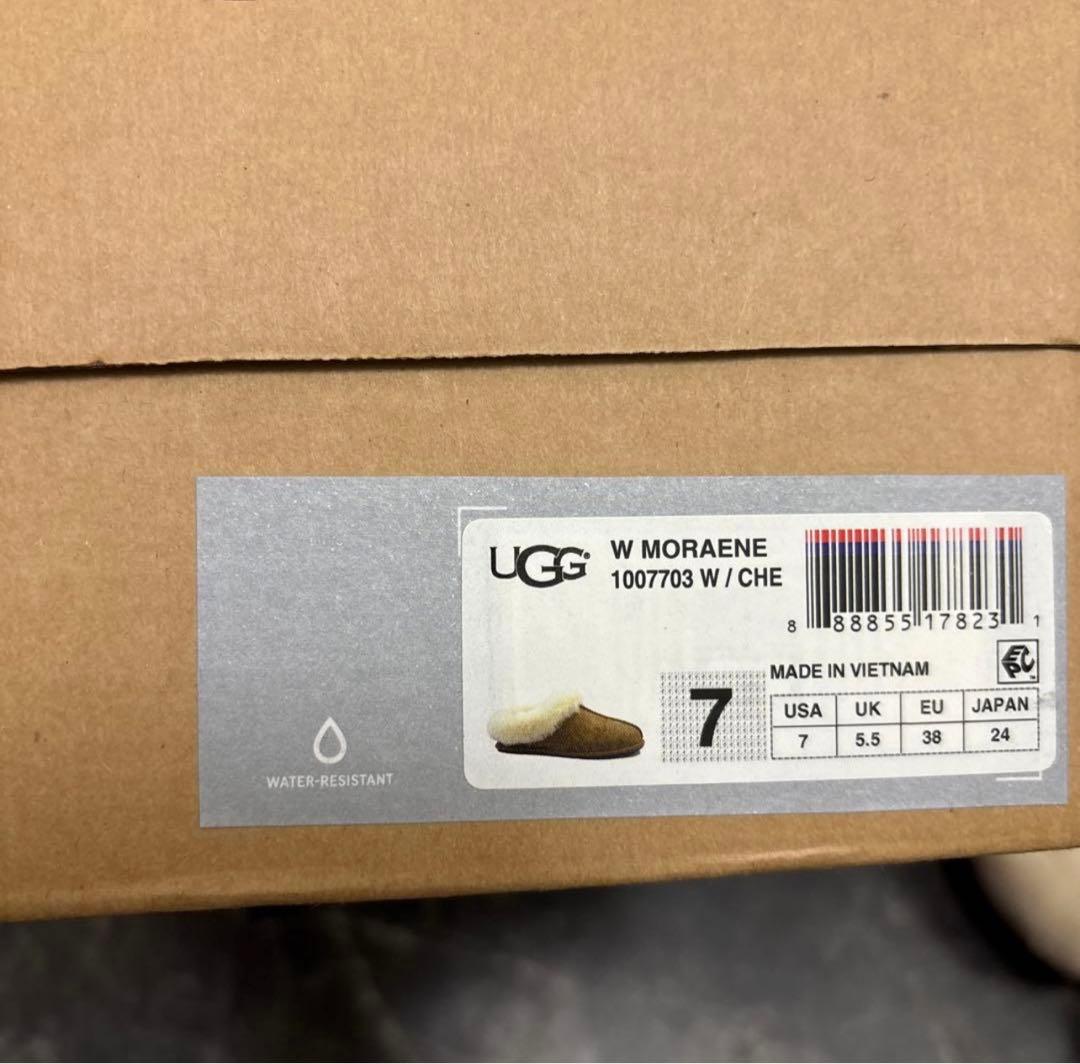 UGG
W MORAENE
1007703 W / CHE
8 88855 17823 1
MADE IN VIETNAM
EPC
7
USA UK EU JAPAN
7 5.5 38 24
WATER-RESISTANT